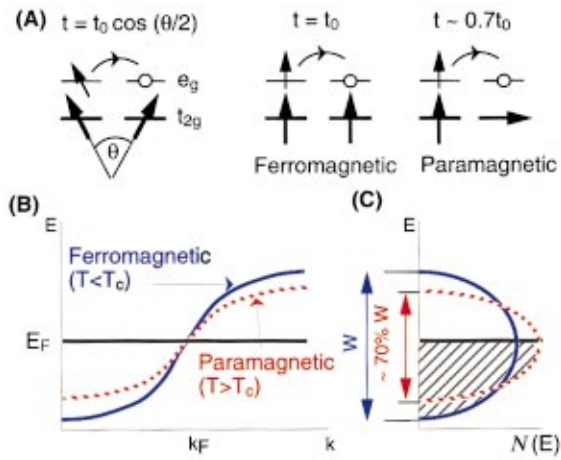 (A) t = t₀ cos (θ/2)
t = t₀
t ~ 0.7t₀
e_g
t_2g
θ
Ferromagnetic
Paramagnetic
(B)
E
Ferromagnetic
(T<T_c)
E_F
Paramagnetic
(T>T_c)
k_F
k
(C)
E
W
~ 70% W
N(E)